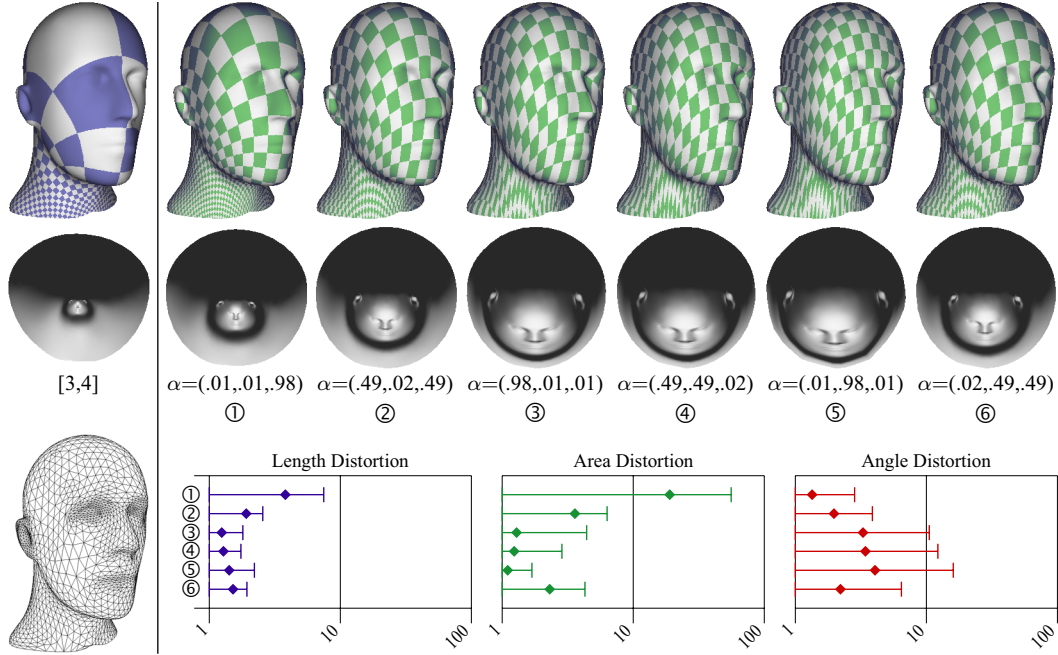 [3,4]
α=(.01,.01,.98)
α=(.49,.02,.49)
α=(.98,.01,.01)
α=(.49,.49,.02)
α=(.01,.98,.01)
α=(.02,.49,.49)
① ② ③ ④ ⑤ ⑥
Length Distortion
Area Distortion
Angle Distortion
①
②
③
④
⑤
⑥
1 10 100
1 10 100
1 10 100